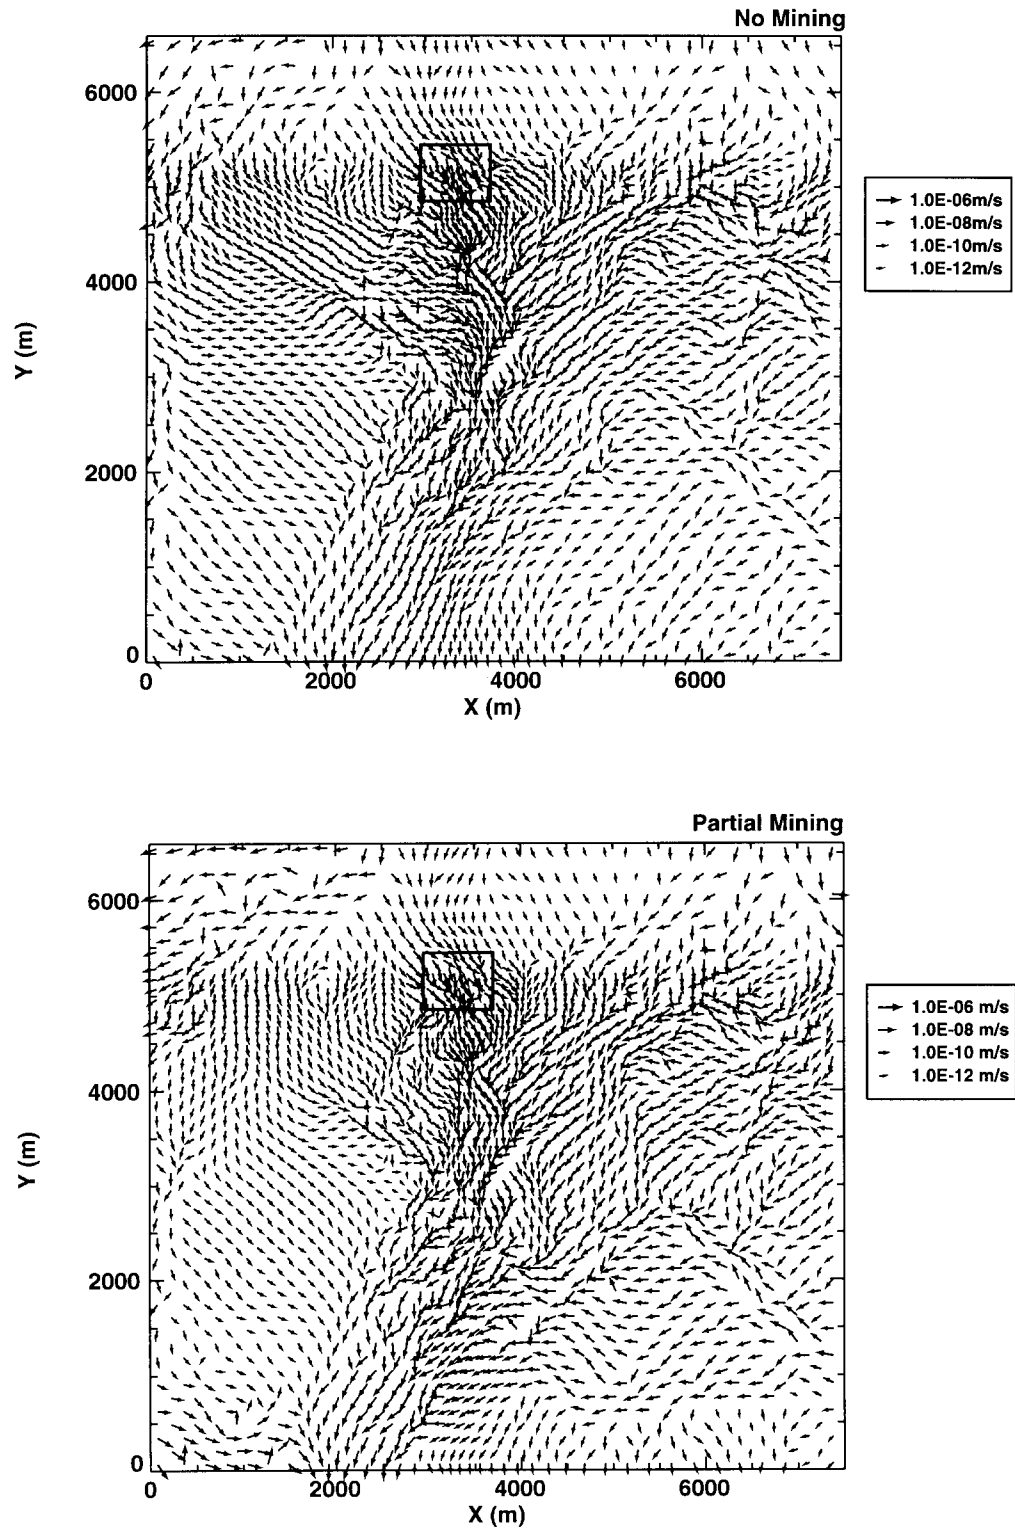 No Mining
6000
4000
2000
0
Y (m)
0 2000 4000 6000
X (m)
1.0E-06m/s
1.0E-08m/s
1.0E-10m/s
1.0E-12m/s
Partial Mining
6000
4000
2000
0
Y (m)
0 2000 4000 6000
X (m)
1.0E-06 m/s
1.0E-08 m/s
1.0E-10 m/s
1.0E-12 m/s